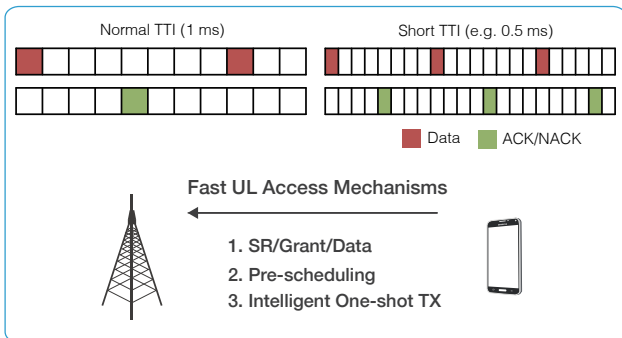 Normal TTI (1 ms)
Short TTI (e.g. 0.5 ms)
Data
ACK/NACK
Fast UL Access Mechanisms
1. SR/Grant/Data
2. Pre-scheduling
3. Intelligent One-shot TX